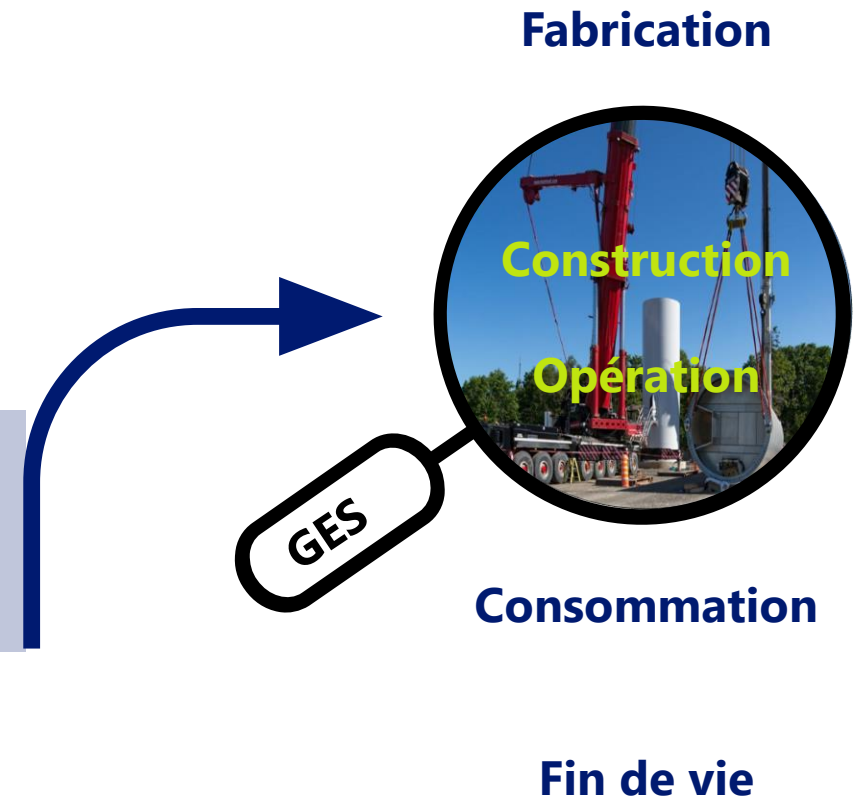 Fabrication
Construction
Opération
GES
Consommation
Fin de vie